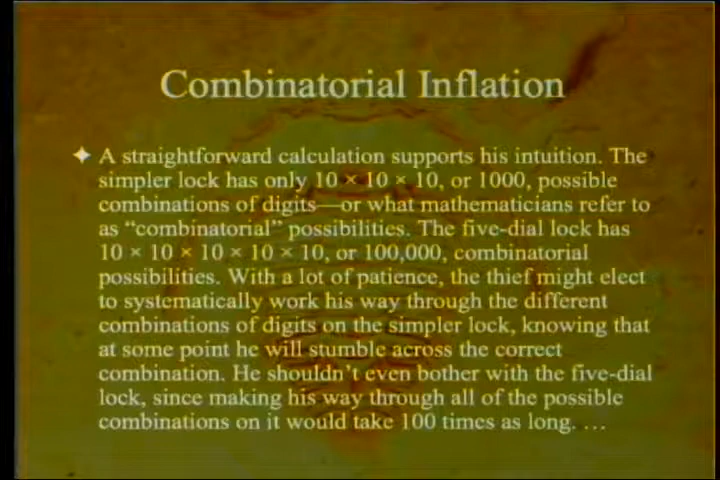 Combinatorial Inflation
✦ A straightforward calculation supports his intuition. The
simpler lock has only 10 × 10 × 10, or 1000, possible
combinations of digits—or what mathematicians refer to
as “combinatorial” possibilities. The five-dial lock has
10 × 10 × 10 × 10 × 10, or 100,000, combinatorial
possibilities. With a lot of patience, the thief might elect
to systematically work his way through the different
combinations of digits on the simpler lock, knowing that
at some point he will stumble across the correct
combination. He shouldn’t even bother with the five-dial
lock, since making his way through all of the possible
combinations on it would take 100 times as long. …